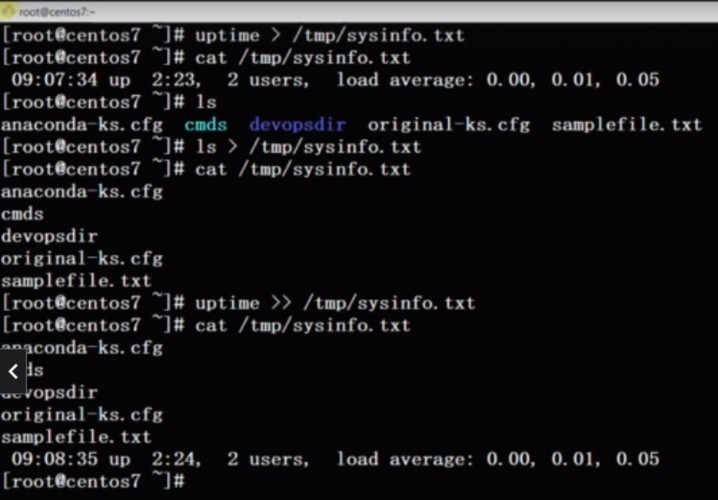 root@centos7:~
[root@centos7 ~]# uptime > /tmp/sysinfo.txt
[root@centos7 ~]# cat /tmp/sysinfo.txt
 09:07:34 up  2:23,  2 users,  load average: 0.00, 0.01, 0.05
[root@centos7 ~]# ls
anaconda-ks.cfg  cmds  devopsdir  original-ks.cfg  samplefile.txt
[root@centos7 ~]# ls > /tmp/sysinfo.txt
[root@centos7 ~]# cat /tmp/sysinfo.txt
anaconda-ks.cfg
cmds
devopsdir
original-ks.cfg
samplefile.txt
[root@centos7 ~]# uptime >> /tmp/sysinfo.txt
[root@centos7 ~]# cat /tmp/sysinfo.txt
anaconda-ks.cfg
ds
devopsdir
original-ks.cfg
samplefile.txt
 09:08:35 up  2:24,  2 users,  load average: 0.00, 0.01, 0.05
[root@centos7 ~]#